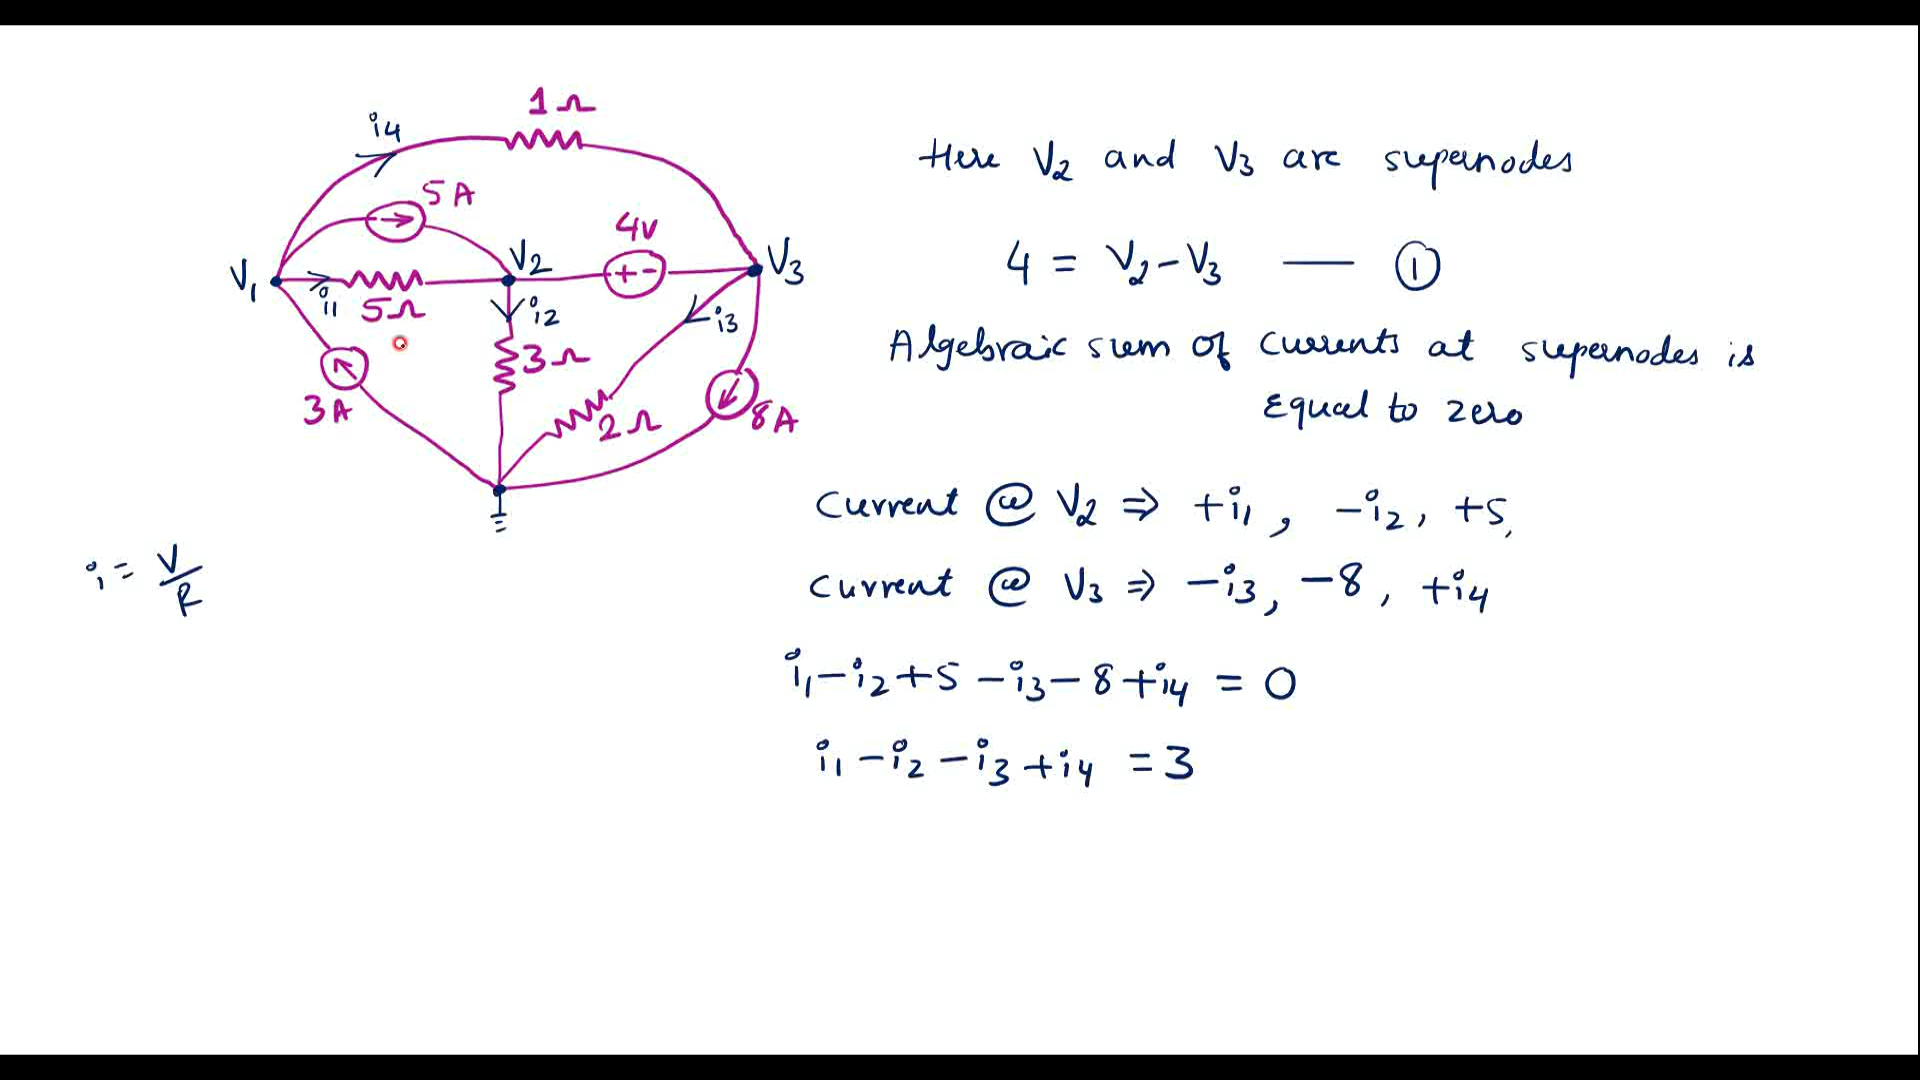 1Ω
i4
5A
4V
V1
V2
V3
+ -
i1
5Ω
i2
i3
3Ω
3A
2Ω
8A
i = V/R
Here V2 and V3 are supernodes
4 = V2 - V3 —— ①
Algebraic sum of currents at supernodes is
equal to zero
Current @ V2 ⇒ +i1, -i2, +5,
Current @ V3 ⇒ -i3, -8, +i4
i1 - i2 + 5 - i3 - 8 + i4 = 0
i1 - i2 - i3 + i4 = 3